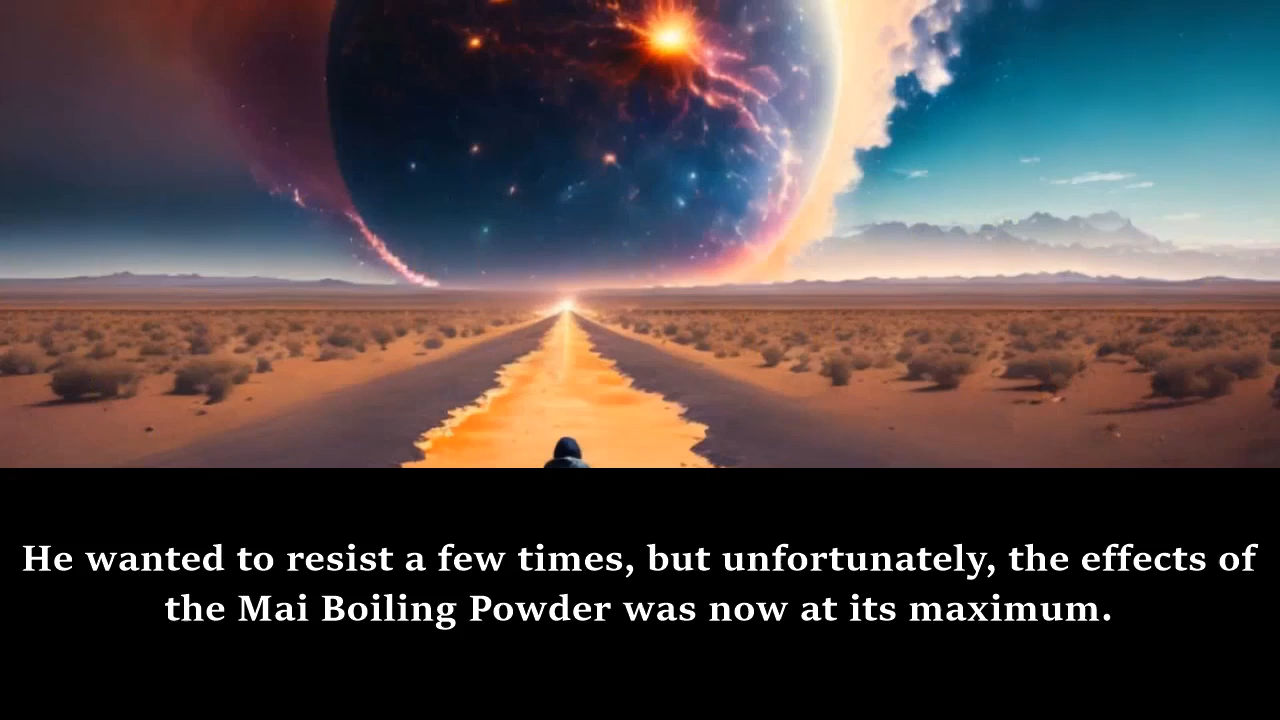 He wanted to resist a few times, but unfortunately, the effects of
the Mai Boiling Powder was now at its maximum.